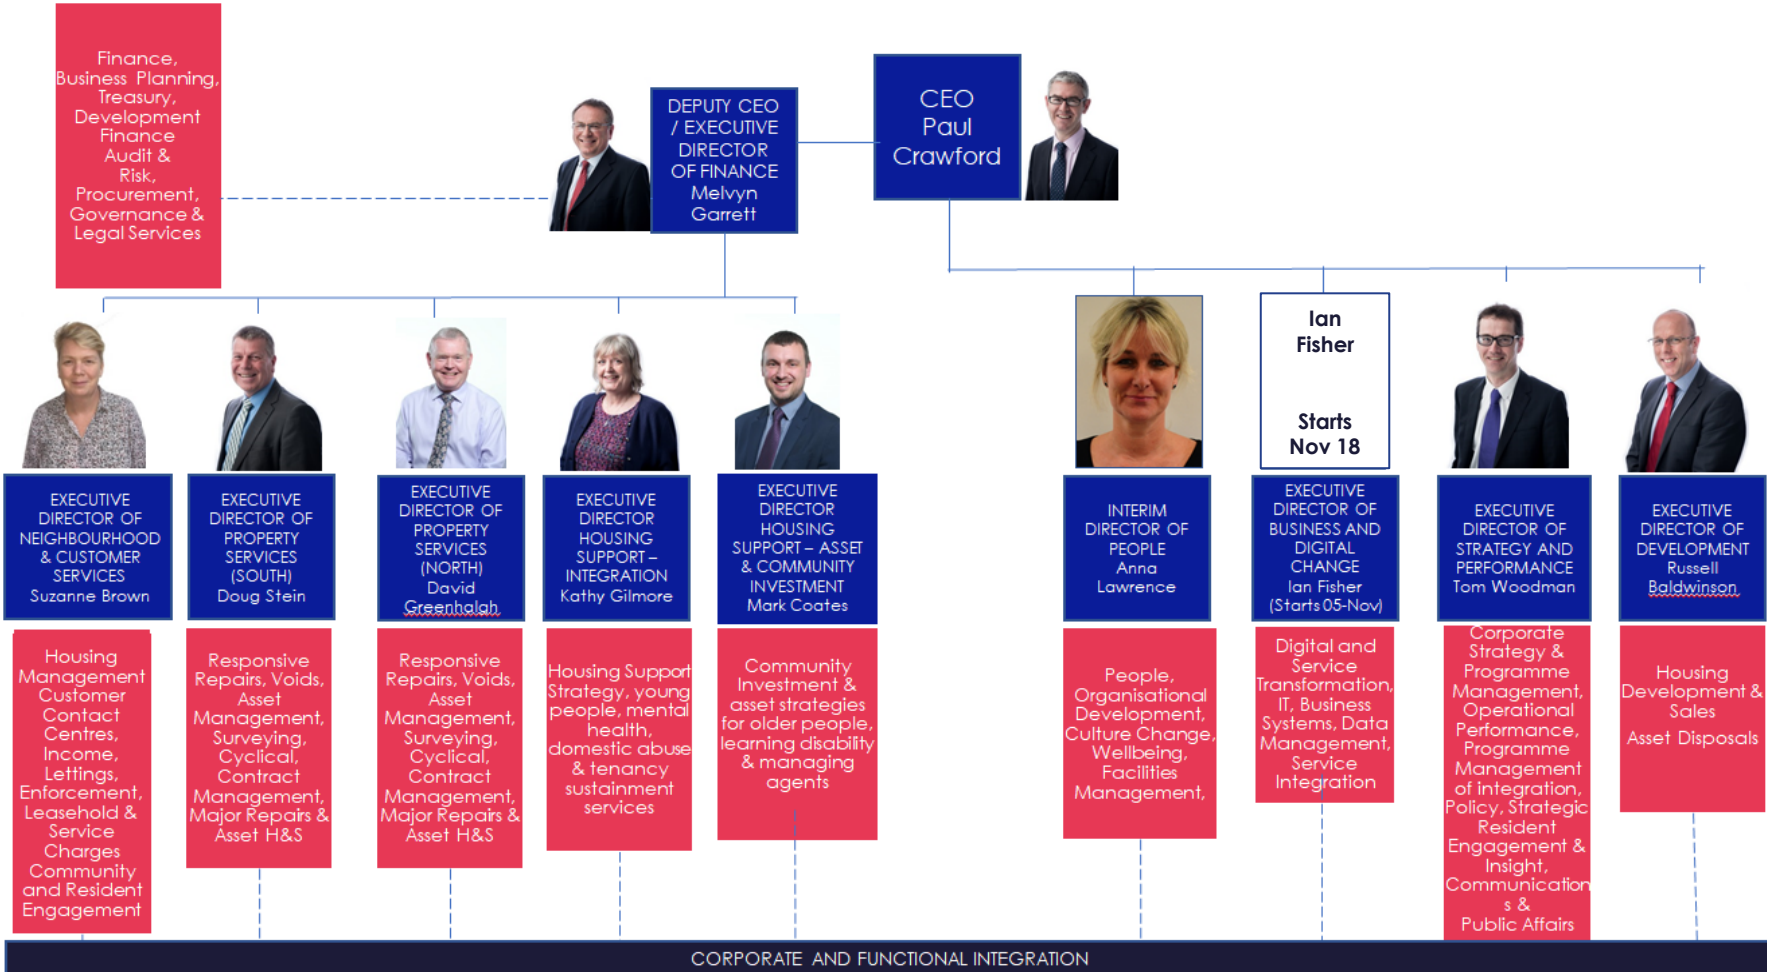 Finance,
Business Planning,
Treasury,
Development
Finance
Audit &
Risk,
Procurement,
Governance &
Legal Services
DEPUTY CEO
/ EXECUTIVE
DIRECTOR
OF FINANCE
Melvyn
Garrett
CEO
Paul
Crawford
Ian
Fisher
Starts
Nov 18
EXECUTIVE
DIRECTOR OF
NEIGHBOURHOOD
& CUSTOMER
SERVICES
Suzanne Brown
EXECUTIVE
DIRECTOR OF
PROPERTY
SERVICES
(SOUTH)
Doug Stein
EXECUTIVE
DIRECTOR OF
PROPERTY
SERVICES
(NORTH)
David
Greenhalgh
EXECUTIVE
DIRECTOR
HOUSING
SUPPORT –
INTEGRATION
Kathy Gilmore
EXECUTIVE
DIRECTOR
HOUSING
SUPPORT – ASSET
& COMMUNITY
INVESTMENT
Mark Coates
INTERIM
DIRECTOR OF
PEOPLE
Anna
Lawrence
EXECUTIVE
DIRECTOR OF
BUSINESS AND
DIGITAL
CHANGE
Ian Fisher
(Starts 05-Nov)
EXECUTIVE
DIRECTOR OF
STRATEGY AND
PERFORMANCE
Tom Woodman
EXECUTIVE
DIRECTOR OF
DEVELOPMENT
Russell
Baldwinson
Housing
Management
Customer
Contact
Centres,
Income,
Lettings,
Enforcement,
Leasehold &
Service
Charges
Community
and Resident
Engagement
Responsive
Repairs, Voids,
Asset
Management,
Surveying,
Cyclical,
Contract
Management,
Major Repairs &
Asset H&S
Responsive
Repairs, Voids,
Asset
Management,
Surveying,
Cyclical,
Contract
Management,
Major Repairs &
Asset H&S
Housing Support
Strategy, young
people, mental
health,
domestic abuse
& tenancy
sustainment
services
Community
Investment &
asset strategies
for older people,
learning disability
& managing
agents
People,
Organisational
Development,
Culture Change,
Wellbeing,
Facilities
Management,
Digital and
Service
Transformation,
IT, Business
Systems, Data
Management,
Service
Integration
Corporate
Strategy &
Programme
Management,
Operational
Performance,
Programme
Management
of integration,
Policy, Strategic
Resident
Engagement &
Insight,
Communication
s &
Public Affairs
Housing
Development &
Sales
Asset Disposals
CORPORATE AND FUNCTIONAL INTEGRATION